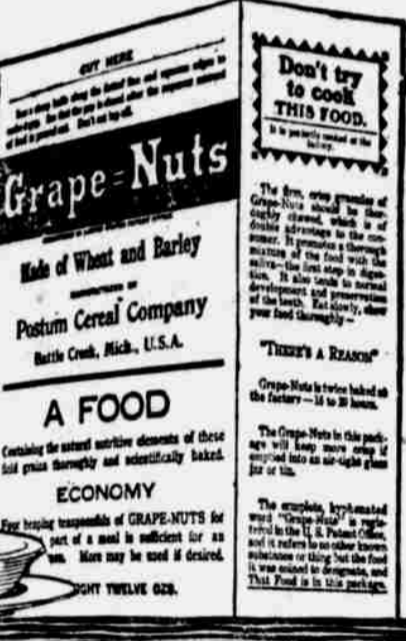 CUT HERE
Grape=Nuts
Made of Wheat and Barley
MANUFACTURED BY
Postum Cereal Company
Battle Creek, Mich., U.S.A.
A FOOD
Containing the natural nutritive elements of these
field grains thoroughly and scientifically baked.
ECONOMY
heaping teaspoonfuls of GRAPE-NUTS for
part of a meal is sufficient for an
More may be used if desired.
TWELVE OZS.
Don't try
to cook
THIS FOOD.
It is perfectly cooked at the
factory.
The firm, crisp granules of
Grape-Nuts should be thor-
oughly chewed, which is of
double advantage to the con-
sumer. It promotes a thorough
mixture of the food with the
saliva—the first step in diges-
tion. It also tends to normal
development and preservation
of the teeth. Eat slowly, chew
your food thoroughly—
"THERE'S A REASON"
Grape-Nuts is twice baked at
the factory—16 to 20 hours.
The Grape-Nuts in this pack-
age will keep more crisp if
emptied into an air-tight glass
jar or tin.
The complete, hyphenated
word "Grape-Nuts" is regis-
tered in the U. S. Patent Office,
and it refers to no other known
substance or thing but the food
it was coined to designate, and
That Food is in this package.